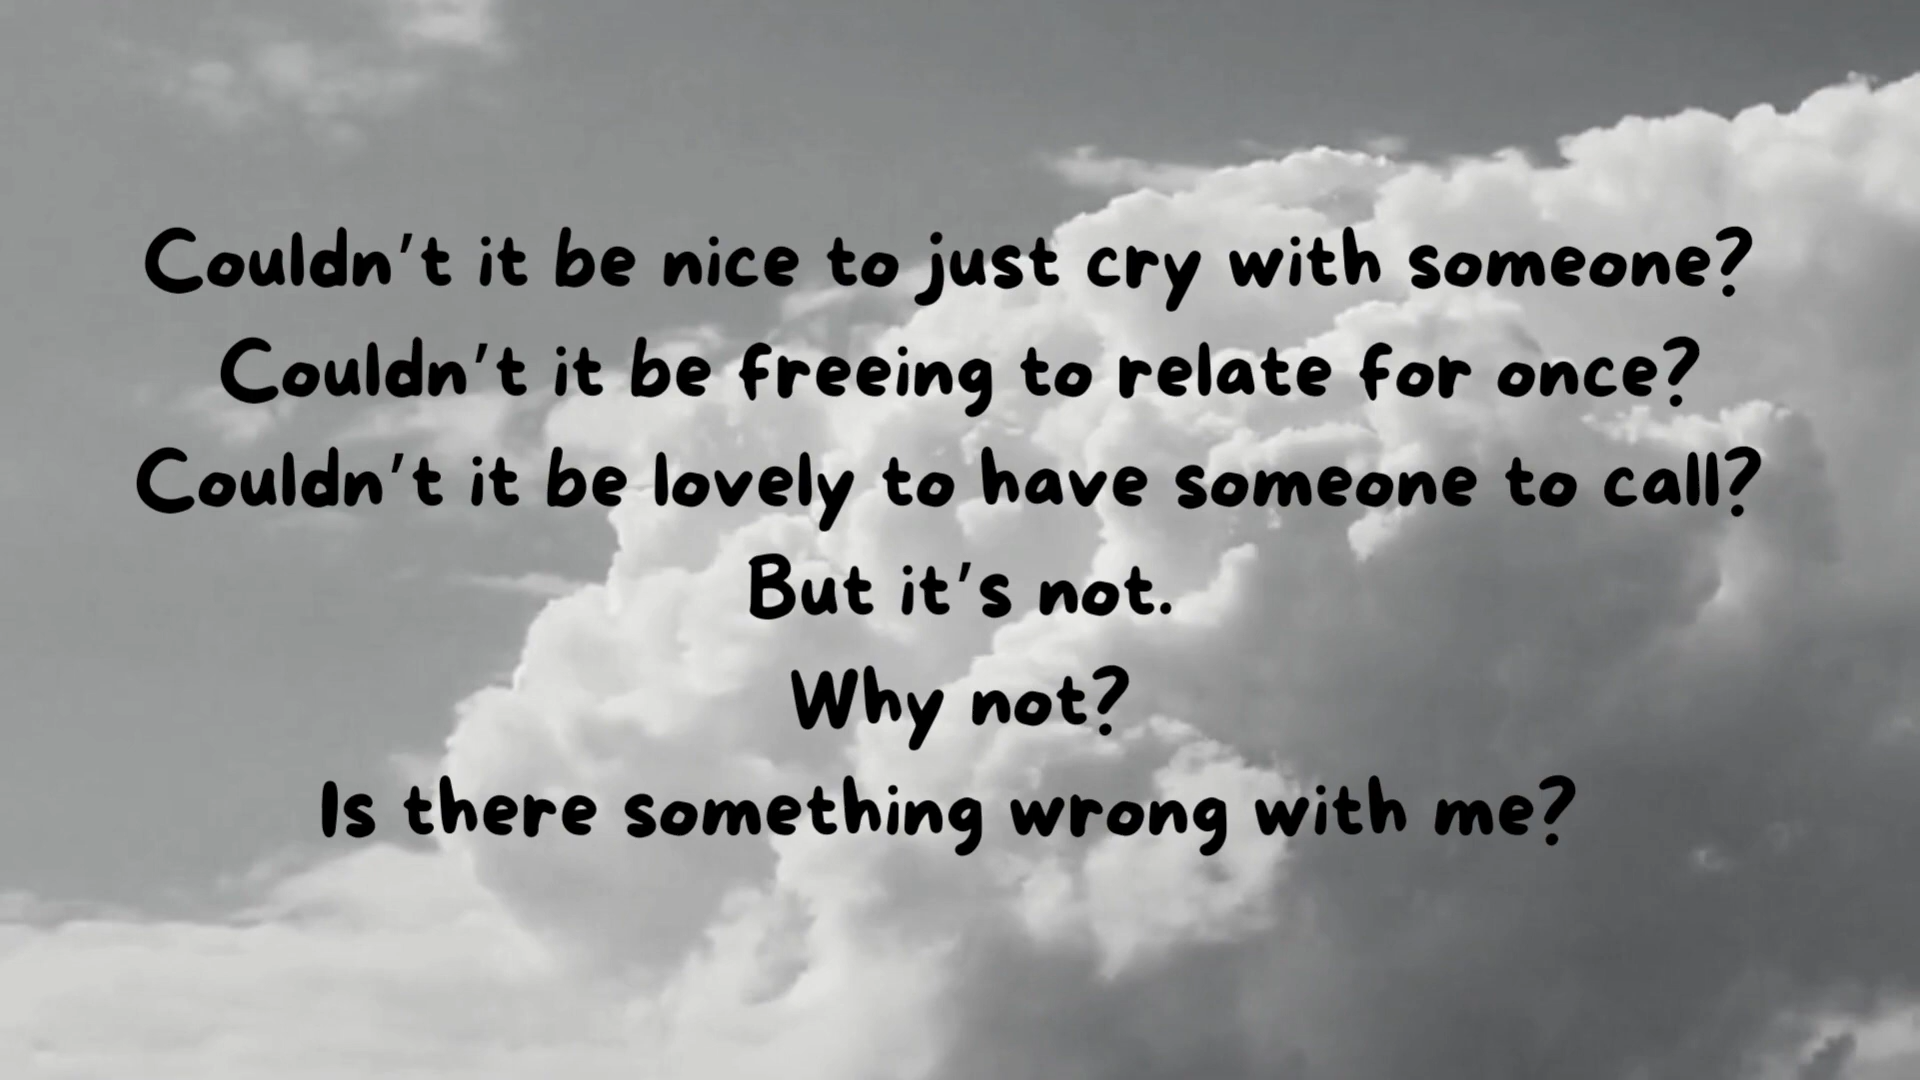 Couldn't it be nice to just cry with someone?
Couldn't it be freeing to relate for once?
Couldn't it be lovely to have someone to call?
But it's not.
Why not?
Is there something wrong with me?